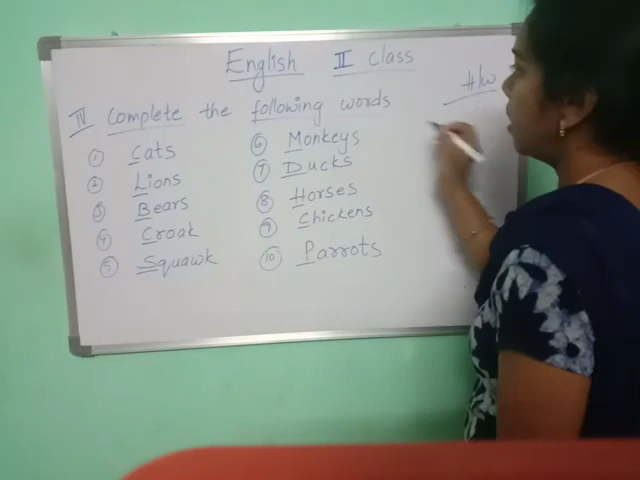 English II Class
H/W
IV Complete the following words
① Cats
② Lions
③ Bears
④ Croak
⑤ Squawk
⑥ Monkeys
⑦ Ducks
⑧ Horses
⑨ Chickens
⑩ Parrots